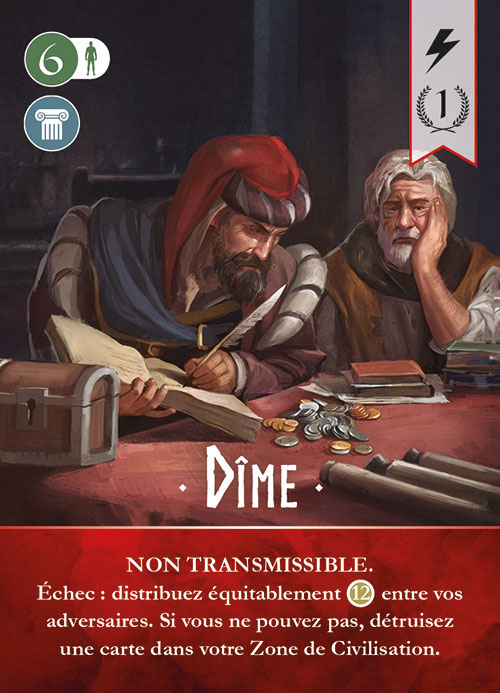 6
1
DÎME
NON TRANSMISSIBLE.
Échec : distribuez équitablement 12 entre vos
adversaires. Si vous ne pouvez pas, détruisez
une carte dans votre Zone de Civilisation.